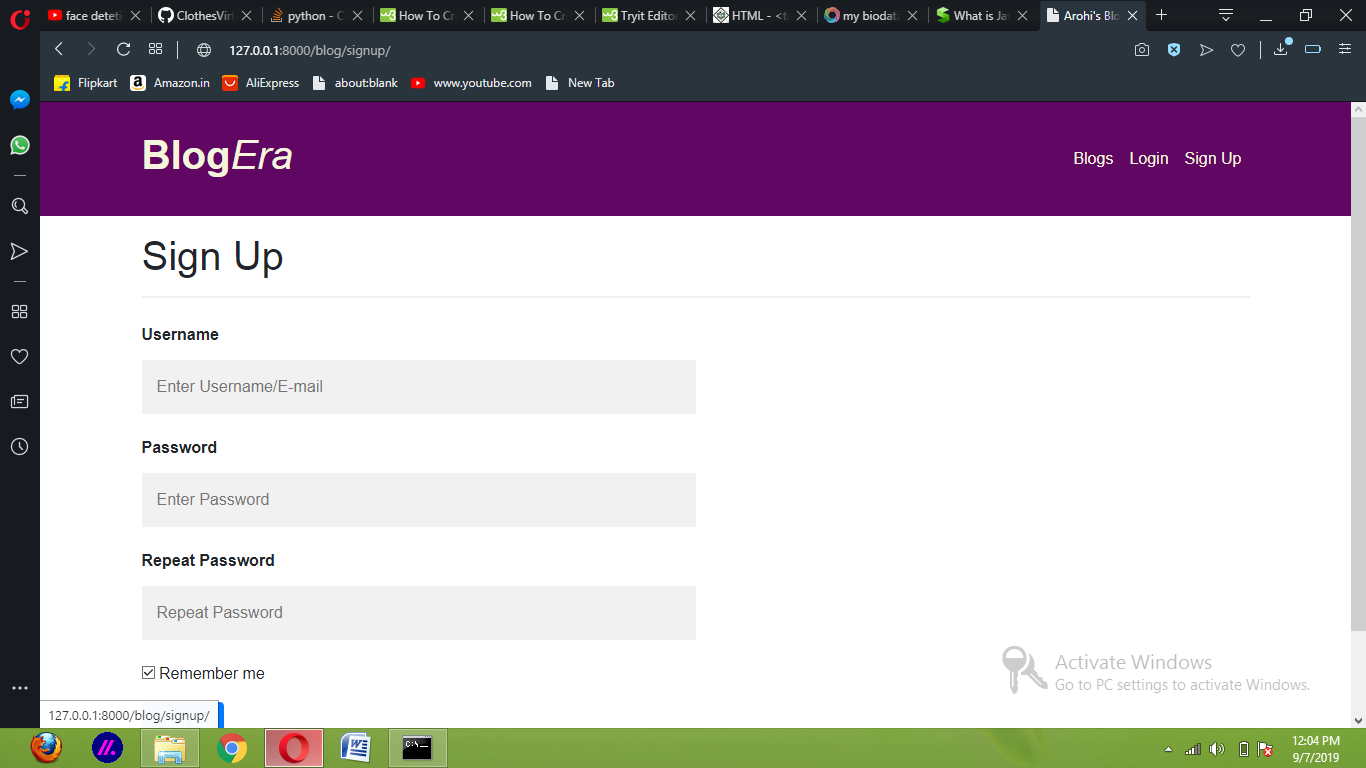 face deteti
ClothesVirt
python - C
How To Cr
How To Cr
Tryit Editor
HTML - <t
my biodata
What is Jav
Arohi's Blo
127.0.0.1:8000/blog/signup/
Flipkart
Amazon.in
AliExpress
about:blank
www.youtube.com
New Tab
BlogEra
Blogs Login Sign Up
Sign Up
Username
Enter Username/E-mail
Password
Enter Password
Repeat Password
Repeat Password
Remember me
Activate Windows
Go to PC settings to activate Windows.
127.0.0.1:8000/blog/signup/
12:04 PM
9/7/2019